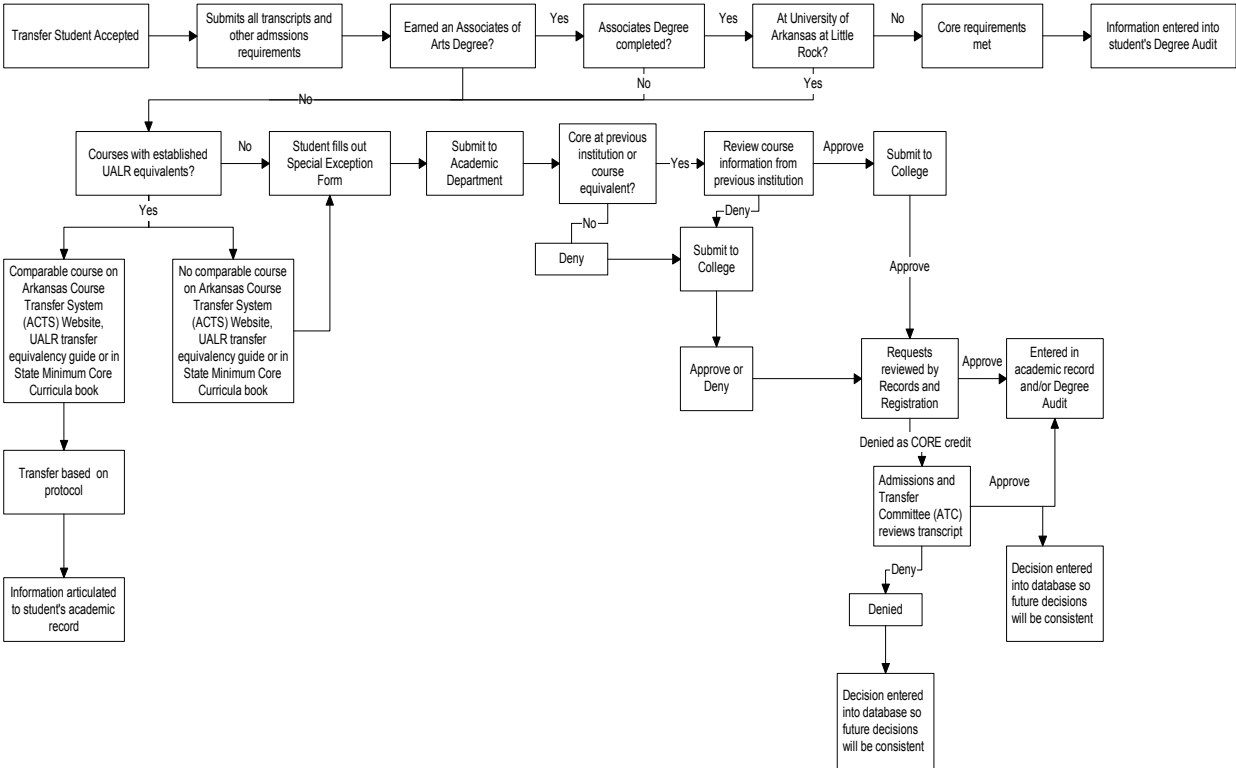 Transfer Student Accepted
Submits all transcripts and
other admssions
requirements
Earned an Associates of
Arts Degree?
Yes
Associates Degree
completed?
Yes
At University of
Arkansas at Little
Rock?
No
Core requirements
met
Information entered into
student's Degree Audit
No
No
Yes
Courses with established
UALR equivalents?
No
Student fills out
Special Exception
Form
Submit to
Academic
Department
Core at previous
institution or
course
equivalent?
Yes
Review course
information from
previous institution
Approve
Submit to
College
Yes
No
Deny
Deny
Submit to
College
Approve
Comparable course on
Arkansas Course
Transfer System
(ACTS) Website,
UALR transfer
equivalency guide or in
State Minimum Core
Curricula book
No comparable course
on Arkansas Course
Transfer System
(ACTS) Website,
UALR transfer
equivalency guide or in
State Minimum Core
Curricula book
Approve or
Deny
Requests
reviewed by
Records and
Registration
Approve
Entered in
academic record
and/or Degree
Audit
Denied as CORE credit
Transfer based on
protocol
Admissions and
Transfer
Committee (ATC)
reviews transcript
Approve
Information articulated
to student's academic
record
Deny
Denied
Decision entered
into database so
future decisions
will be consistent
Decision entered
into database so
future decisions
will be consistent